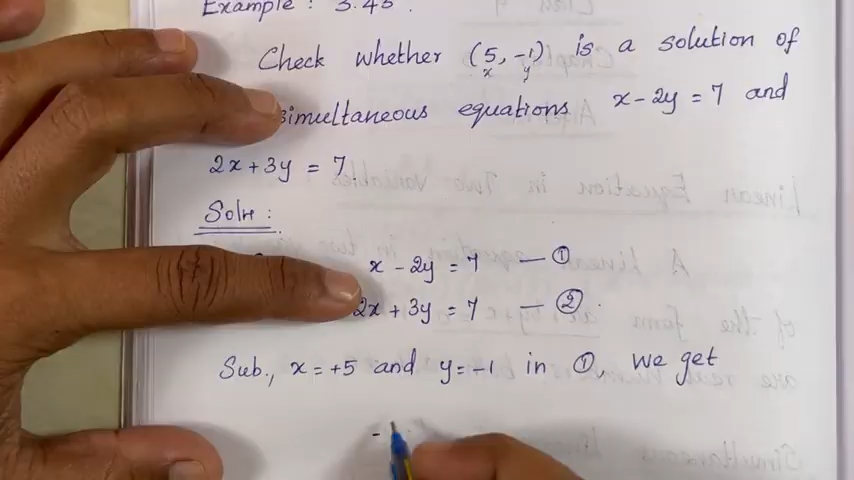 Example : 3.45.
Check whether (5, -1) is a solution of
x y
simultaneous equations x - 2y = 7 and
2x + 3y = 7.
Soln :
x - 2y = 7 — ①
2x + 3y = 7 — ②.
Sub., x = +5 and y = -1 in ①, we get
-